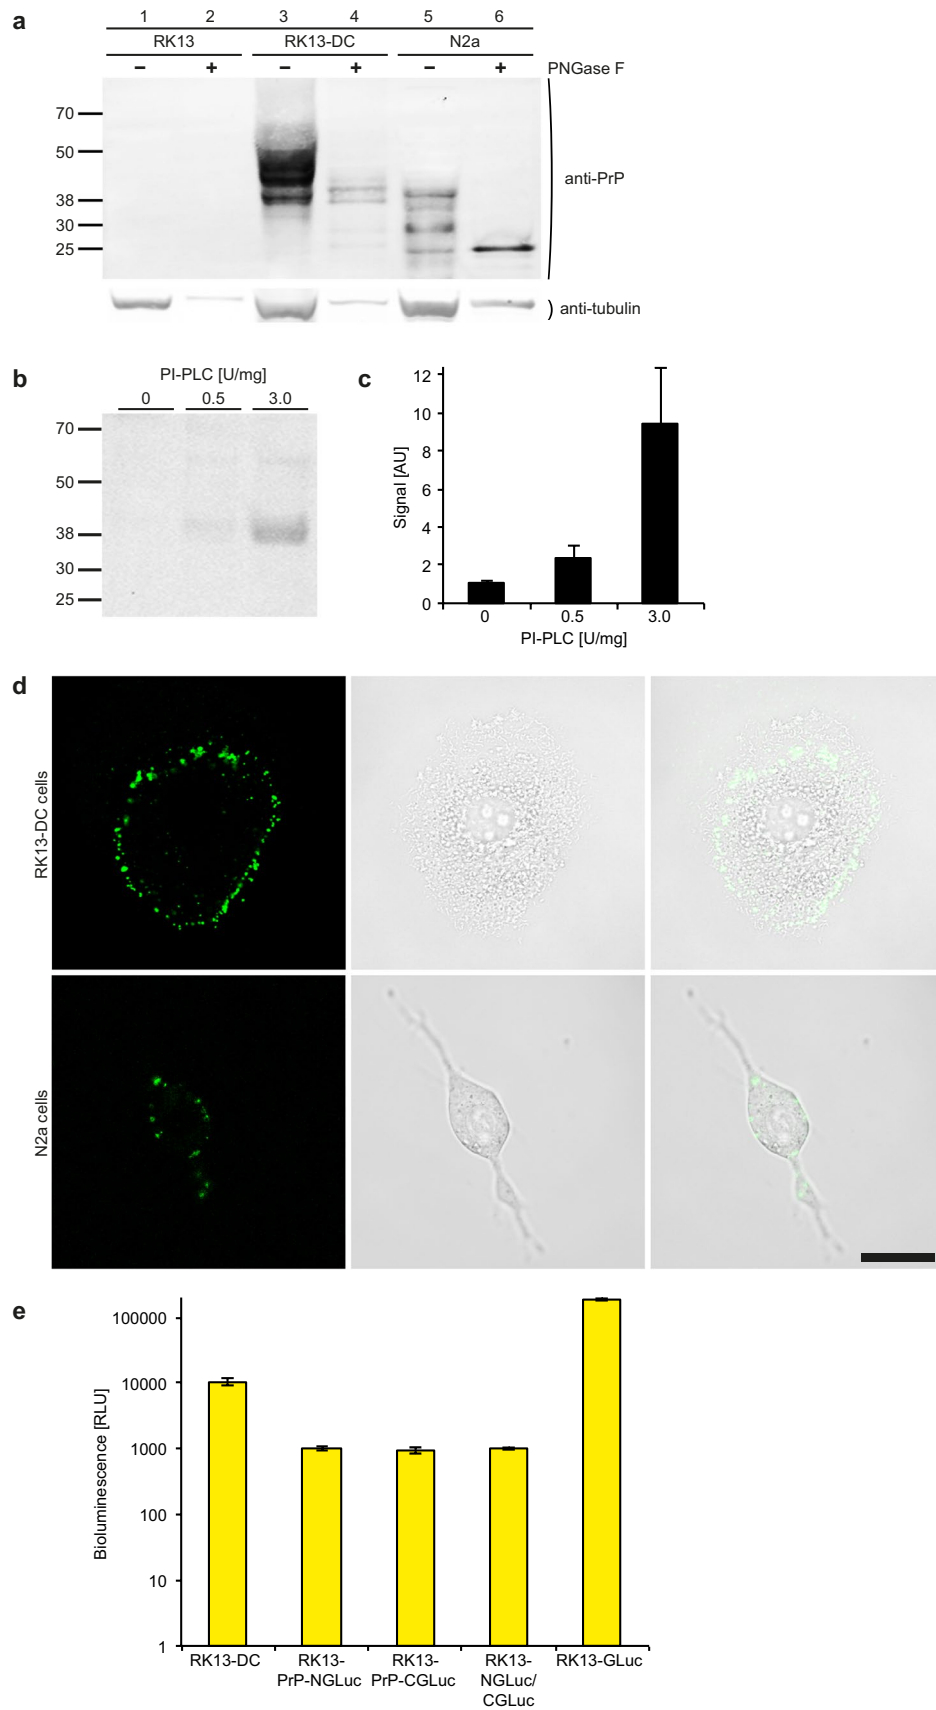 a
1 2 3 4 5 6
RK13 RK13-DC N2a
– + – + – + PNGase F
70
50
38
30
25
anti-PrP
anti-tubulin
b
PI-PLC [U/mg]
0 0.5 3.0
70
50
38
30
25
c
12
10
8
6
4
2
0
Signal [AU]
0 0.5 3.0
PI-PLC [U/mg]
d
RK13-DC cells
N2a cells
e
100000
10000
1000
100
10
1
Bioluminescence [RLU]
RK13-DC RK13- RK13- RK13- RK13-GLuc
PrP-NGLuc PrP-CGLuc NGLuc/
CGLuc